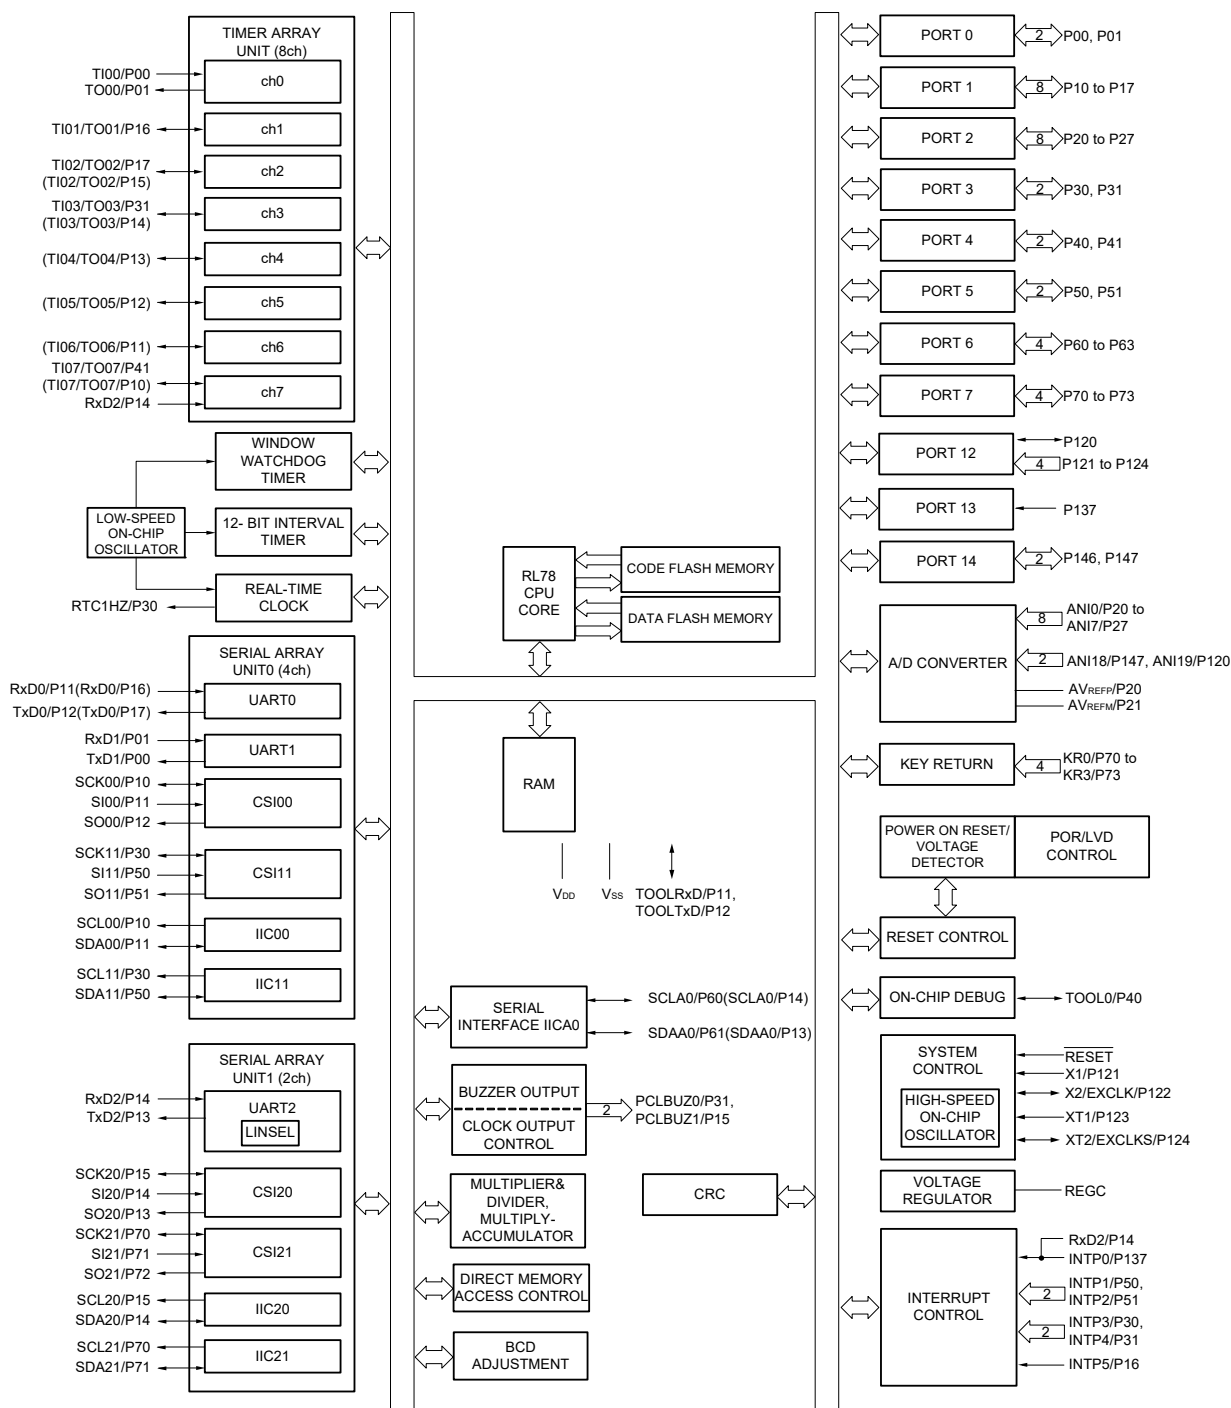 TIMER ARRAY
UNIT (8ch)
TI00/P00
TO00/P01
ch0
TI01/TO01/P16
ch1
TI02/TO02/P17
(TI02/TO02/P15)
ch2
TI03/TO03/P31
(TI03/TO03/P14)
ch3
(TI04/TO04/P13)
ch4
(TI05/TO05/P12)
ch5
(TI06/TO06/P11)
ch6
TI07/TO07/P41
(TI07/TO07/P10)
RxD2/P14
ch7
WINDOW
WATCHDOG
TIMER
LOW-SPEED
ON-CHIP
OSCILLATOR
12- BIT INTERVAL
TIMER
REAL-TIME
CLOCK
RTC1HZ/P30
SERIAL ARRAY
UNIT0 (4ch)
RxD0/P11(RxD0/P16)
TxD0/P12(TxD0/P17)
UART0
RxD1/P01
TxD1/P00
UART1
SCK00/P10
SI00/P11
SO00/P12
CSI00
SCK11/P30
SI11/P50
SO11/P51
CSI11
SCL00/P10
SDA00/P11
IIC00
SCL11/P30
SDA11/P50
IIC11
SERIAL ARRAY
UNIT1 (2ch)
RxD2/P14
TxD2/P13
UART2
LINSEL
SCK20/P15
SI20/P14
SO20/P13
CSI20
SCK21/P70
SI21/P71
SO21/P72
CSI21
SCL20/P15
SDA20/P14
IIC20
SCL21/P70
SDA21/P71
IIC21
RL78
CPU
CORE
CODE FLASH MEMORY
DATA FLASH MEMORY
RAM
VDD
VSS
TOOLRxD/P11,
TOOLTxD/P12
SERIAL
INTERFACE IICA0
SCLA0/P60(SCLA0/P14)
SDAA0/P61(SDAA0/P13)
BUZZER OUTPUT
CLOCK OUTPUT
CONTROL
2
PCLBUZ0/P31,
PCLBUZ1/P15
MULTIPLIER&
DIVIDER,
MULTIPLY-
ACCUMULATOR
CRC
DIRECT MEMORY
ACCESS CONTROL
BCD
ADJUSTMENT
PORT 0
2
P00, P01
PORT 1
8
P10 to P17
PORT 2
8
P20 to P27
PORT 3
2
P30, P31
PORT 4
2
P40, P41
PORT 5
2
P50, P51
PORT 6
4
P60 to P63
PORT 7
4
P70 to P73
PORT 12
P120
4
P121 to P124
PORT 13
P137
PORT 14
2
P146, P147
A/D CONVERTER
8
ANI0/P20 to
ANI7/P27
2
ANI18/P147, ANI19/P120
AVREFP/P20
AVREFM/P21
KEY RETURN
4
KR0/P70 to
KR3/P73
POWER ON RESET/
VOLTAGE
DETECTOR
POR/LVD
CONTROL
RESET CONTROL
ON-CHIP DEBUG
TOOL0/P40
SYSTEM
CONTROL
HIGH-SPEED
ON-CHIP
OSCILLATOR
RESET
X1/P121
X2/EXCLK/P122
XT1/P123
XT2/EXCLKS/P124
VOLTAGE
REGULATOR
REGC
INTERRUPT
CONTROL
RxD2/P14
INTP0/P137
2
INTP1/P50,
INTP2/P51
2
INTP3/P30,
INTP4/P31
INTP5/P16